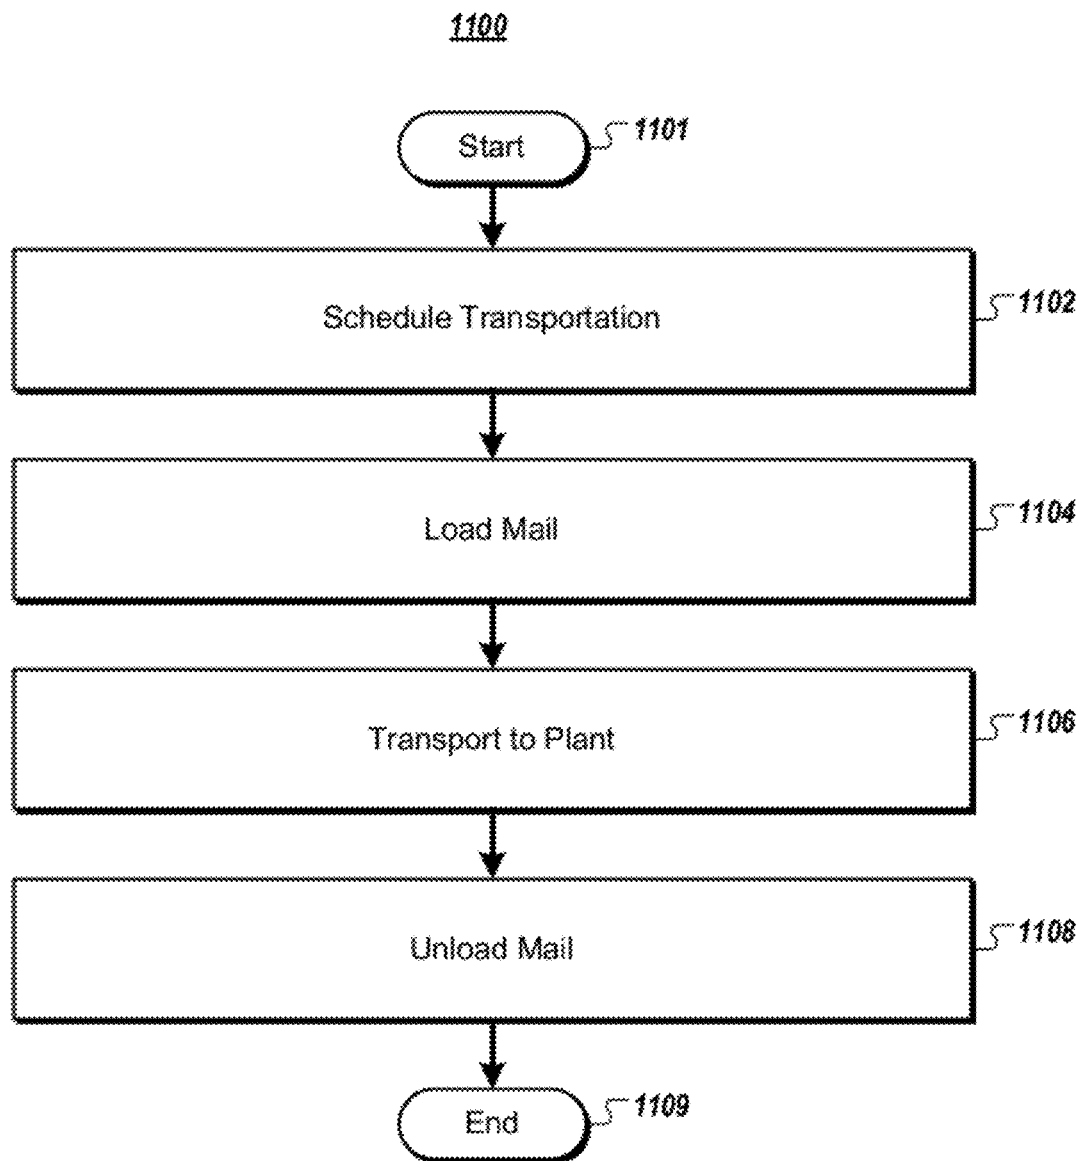 1100
Start
1101
Schedule Transportation
1102
Load Mail
1104
Transport to Plant
1106
Unload Mail
1108
End
1109